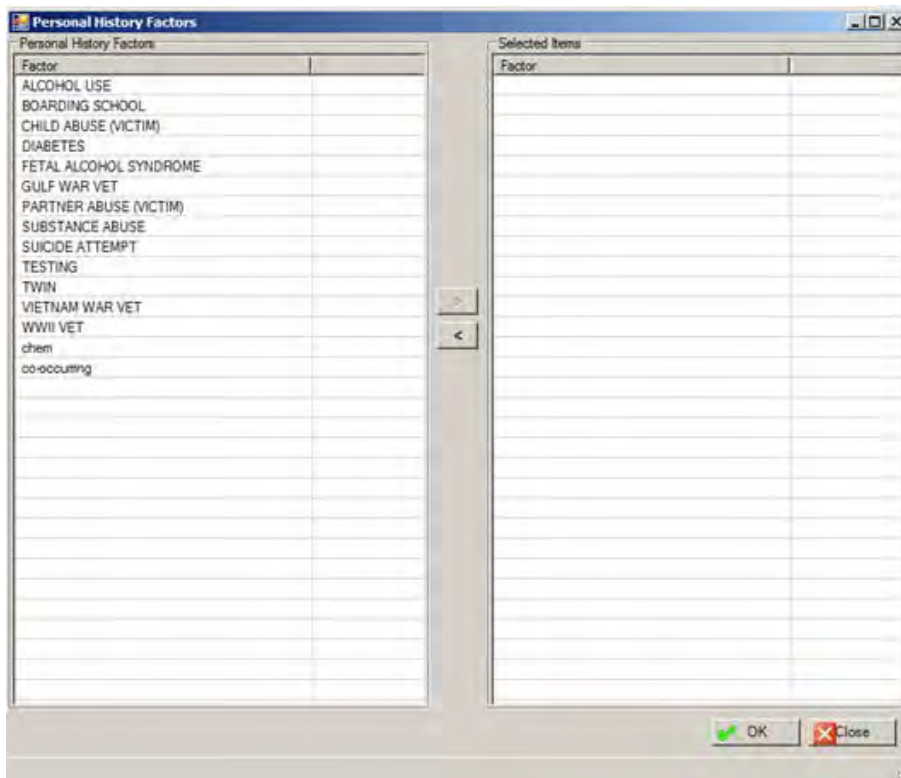 Personal History Factors
Personal History Factors
Factor
ALCOHOL USE
BOARDING SCHOOL
CHILD ABUSE (VICTIM)
DIABETES
FETAL ALCOHOL SYNDROME
GULF WAR VET
PARTNER ABUSE (VICTIM)
SUBSTANCE ABUSE
SUICIDE ATTEMPT
TESTING
TWIN
VIETNAM WAR VET
WWII VET
chem
co-occurring
>
<
Selected Items
Factor
OK
Close